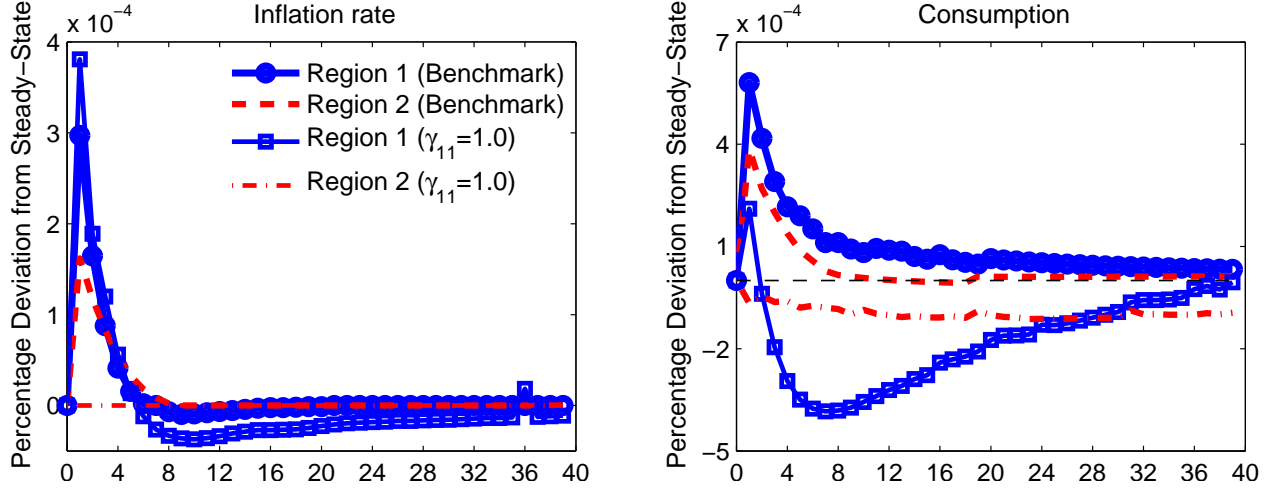 Inflation rate
x 10⁻⁴
Percentage Deviation from Steady−State
4
3
2
1
0
Region 1 (Benchmark)
Region 2 (Benchmark)
Region 1 (γ₁₁=1.0)
Region 2 (γ₁₁=1.0)
0 4 8 12 16 20 24 28 32 36 40
Consumption
x 10⁻⁴
Percentage Deviation from Steady−State
7
4
1
−2
−5
0 4 8 12 16 20 24 28 32 36 40